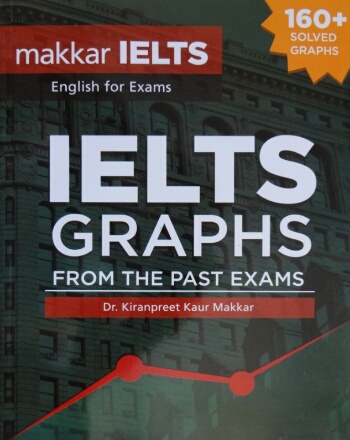 160+
SOLVED
GRAPHS
makkar IELTS
English for Exams
IELTS
GRAPHS
FROM THE PAST EXAMS
Dr. Kiranpreet Kaur Makkar